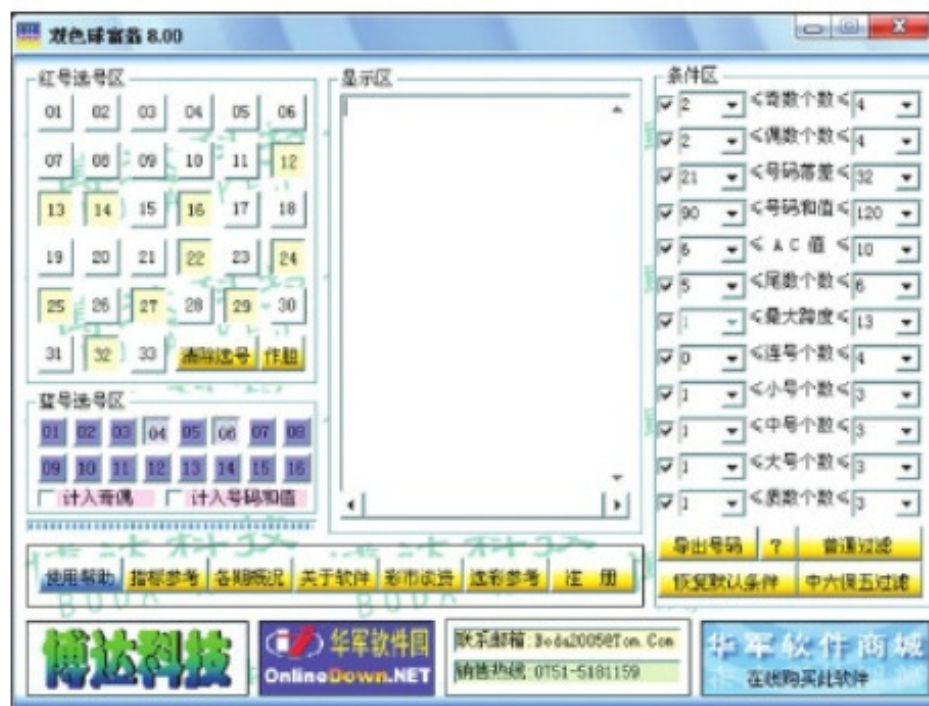 双色球富翁 8.00
红号选号区
01 02 03 04 05 06
07 08 09 10 11 12
13 14 15 16 17 18
19 20 21 22 23 24
25 26 27 28 29 30
31 32 33 清除选号 作胆
蓝号选号区
01 02 03 04 05 06 07 08
09 10 11 12 13 14 15 16
计入奇偶 计入号码和值
显示区
条件区
2 ≤奇数个数≤ 4
2 ≤偶数个数≤ 4
21 ≤号码落差≤ 32
90 ≤号码和值≤ 120
6 ≤ AC值 ≤ 10
5 ≤尾数个数≤ 6
1 ≤最大跨度≤ 13
0 ≤连号个数≤ 4
1 ≤小号个数≤ 3
1 ≤中号个数≤ 3
1 ≤大号个数≤ 3
1 ≤质数个数≤ 3
导出号码 ? 普通过滤
恢复默认条件 中六保五过滤
使用帮助 指标参考 各期概况 关于软件 彩市谈资 选彩参考 注 册
BODA
BODA
博达科技
华军软件园
OnlineDown.NET
联系邮箱:Boda2005@Tom.Com
销售热线:0751-5181159
华军软件商城
在线购买此软件